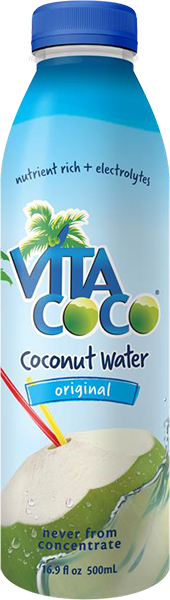 nutrient rich + electrolytes
VITA
COCO®
Coconut Water
original
never from
concentrate
16.9 fl oz 500mL